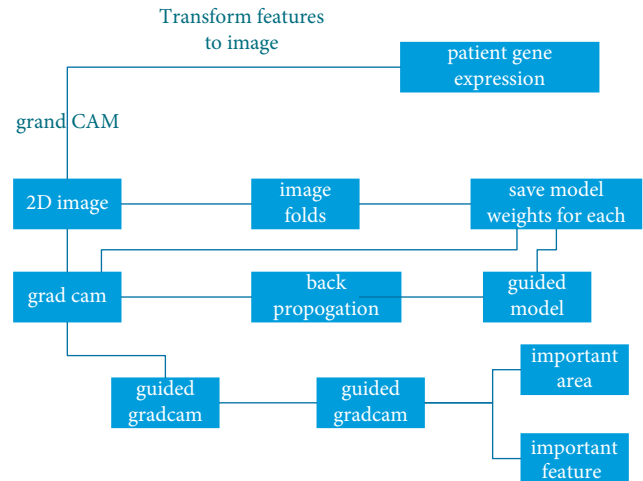 Transform features
to image
patient gene
expression
grand CAM
2D image
image
folds
save model
weights for each
grad cam
back
propogation
guided
model
guided
gradcam
guided
gradcam
important
area
important
feature